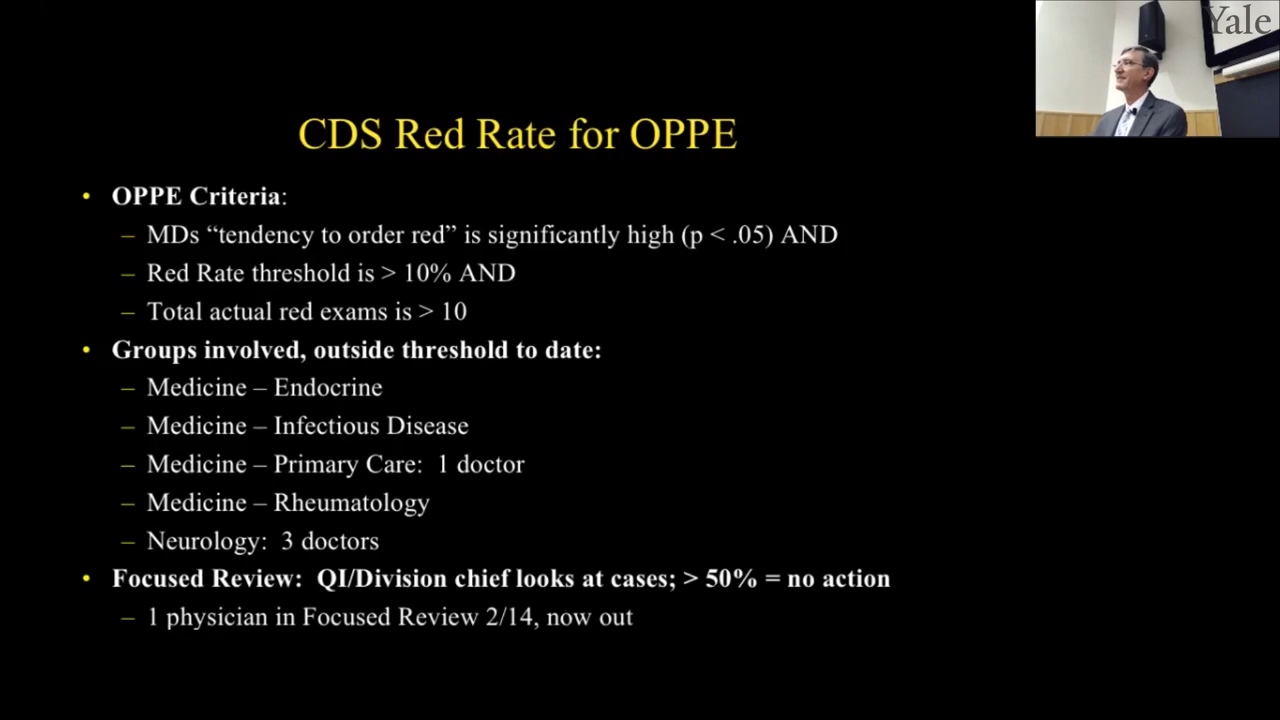 Yale
CDS Red Rate for OPPE
• OPPE Criteria:
– MDs “tendency to order red” is significantly high (p < .05) AND
– Red Rate threshold is > 10% AND
– Total actual red exams is > 10
• Groups involved, outside threshold to date:
– Medicine – Endocrine
– Medicine – Infectious Disease
– Medicine – Primary Care:  1 doctor
– Medicine – Rheumatology
– Neurology:  3 doctors
• Focused Review:  QI/Division chief looks at cases; > 50% = no action
– 1 physician in Focused Review 2/14, now out